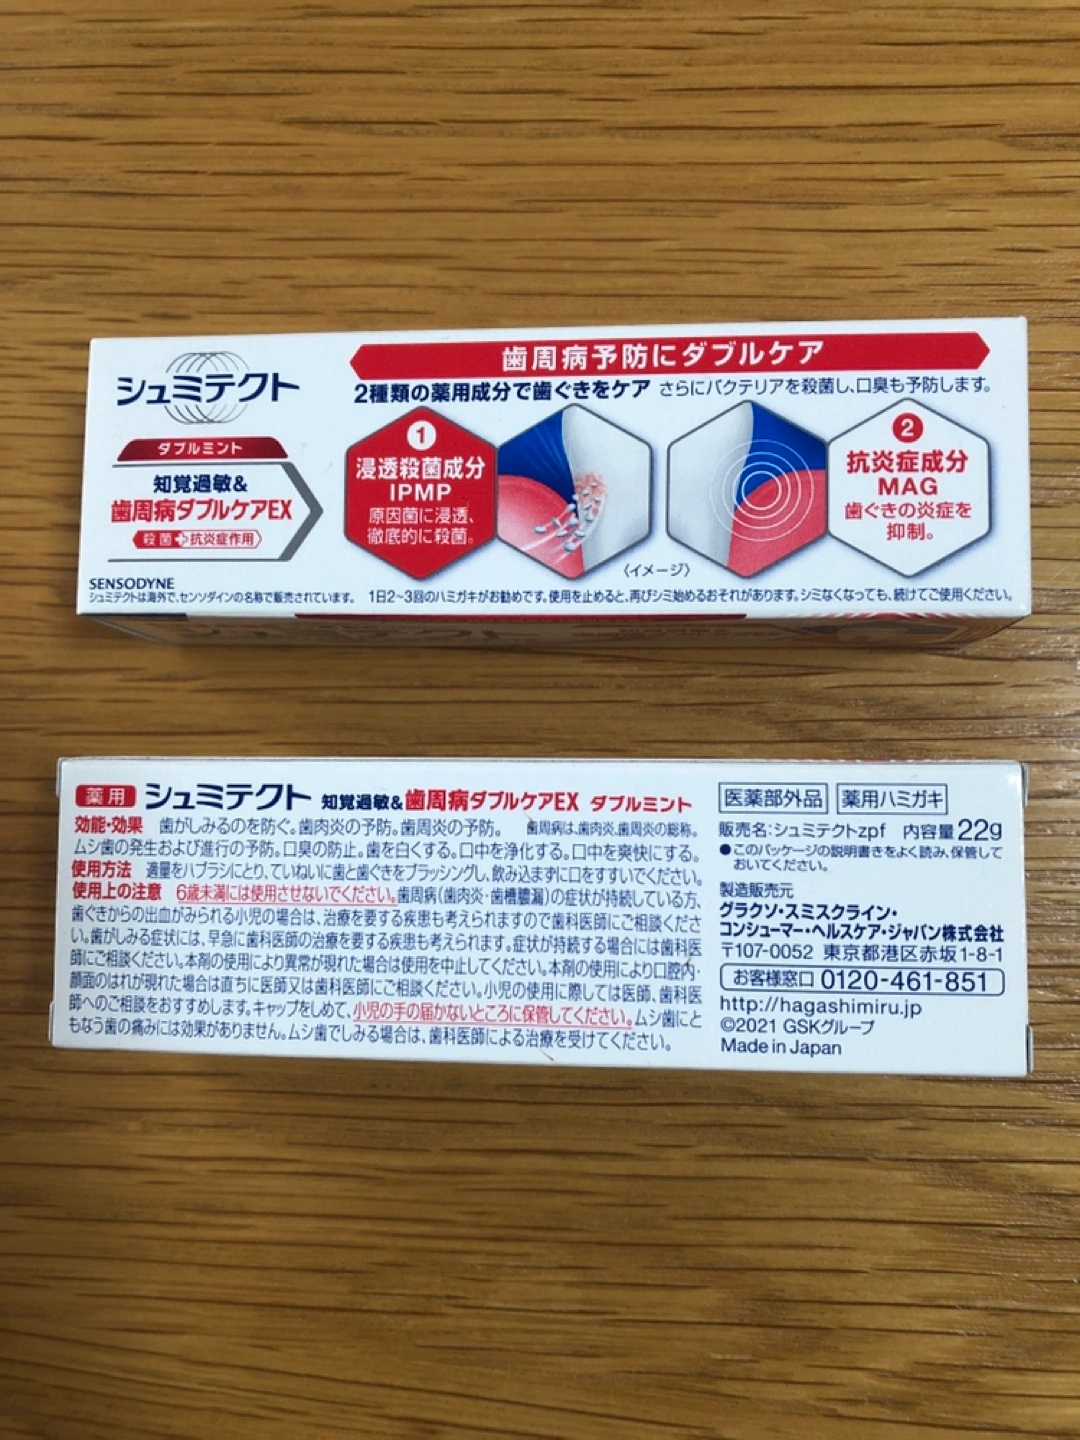 シュミテクト
ダブルミント
知覚過敏&
歯周病ダブルケアEX
殺菌+抗炎症作用
SENSODYNE
シュミテクトは海外で、センソダインの名称で販売されています。
歯周病予防にダブルケア
2種類の薬用成分で歯ぐきをケア さらにバクテリアを殺菌し、口臭も予防します。
1
浸透殺菌成分
IPMP
原因菌に浸透、
徹底的に殺菌。
〈イメージ〉
2
抗炎症成分
MAG
歯ぐきの炎症を
抑制。
1日2~3回のハミガキがお勧めです。使用を止めると、再びシミ始めるおそれがあります。シミなくなっても、続けてご使用ください。
薬用 シュミテクト 知覚過敏&歯周病ダブルケアEX ダブルミント
効能・効果 歯がしみるのを防ぐ。歯肉炎の予防。歯周炎の予防。 歯周病は、歯肉炎、歯周炎の総称。
ムシ歯の発生および進行の予防。口臭の防止。歯を白くする。口中を浄化する。口中を爽快にする。
使用方法 適量をハブラシにとり、ていねいに歯と歯ぐきをブラッシングし、飲み込まずに口をすすいでください。
使用上の注意 6歳未満には使用させないでください。歯周病(歯肉炎・歯槽膿漏)の症状が持続している方、
歯ぐきからの出血がみられる小児の場合は、治療を要する疾患も考えられますので歯科医師にご相談くださ
い。歯がしみる症状には、早急に歯科医師の治療を要する疾患も考えられます。症状が持続する場合には歯科医
師にご相談ください。本剤の使用により異常が現れた場合は使用を中止してください。本剤の使用により口腔内・
顔面のはれが現れた場合は直ちに医師又は歯科医師にご相談ください。小児の使用に際しては医師、歯科医
師へのご相談をおすすめします。キャップをしめて、小児の手の届かないところに保管してください。ムシ歯にと
もなう歯の痛みには効果がありません。ムシ歯でしみる場合は、歯科医師による治療を受けてください。
医薬部外品 薬用ハミガキ
販売名:シュミテクトzpf 内容量22g
●このパッケージの説明書きをよく読み、保管して
おいてください。
製造販売元
グラクソ・スミスクライン・
コンシューマー・ヘルスケア・ジャパン株式会社
〒107-0052 東京都港区赤坂1-8-1
お客様窓口 0120-461-851
http://hagashimiru.jp
©2021 GSKグループ
Made in Japan